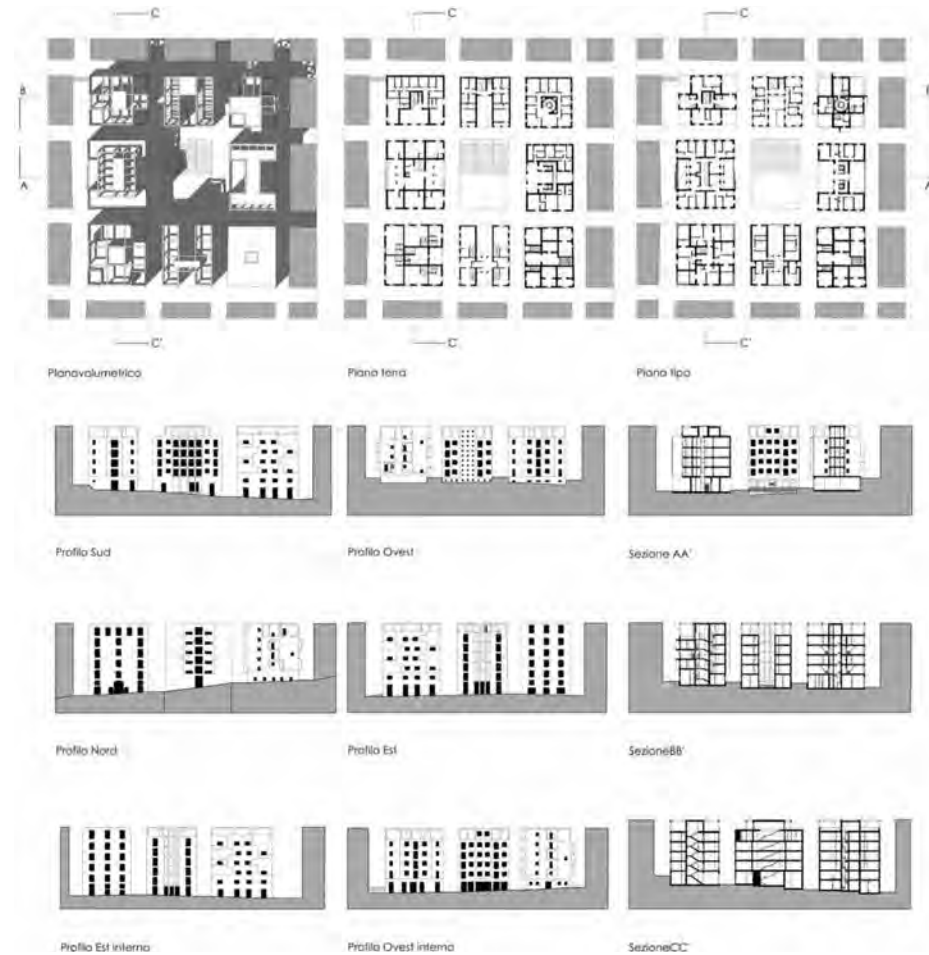 C C C
B
A
C' C' C'
Planovolumetrico Piano terra Piano tipo
Profilo Sud Profilo Ovest Sezione AA'
Profilo Nord Profilo Est SezioneBB'
Profilo Est interno Profilo Ovest interno SezioneCC'